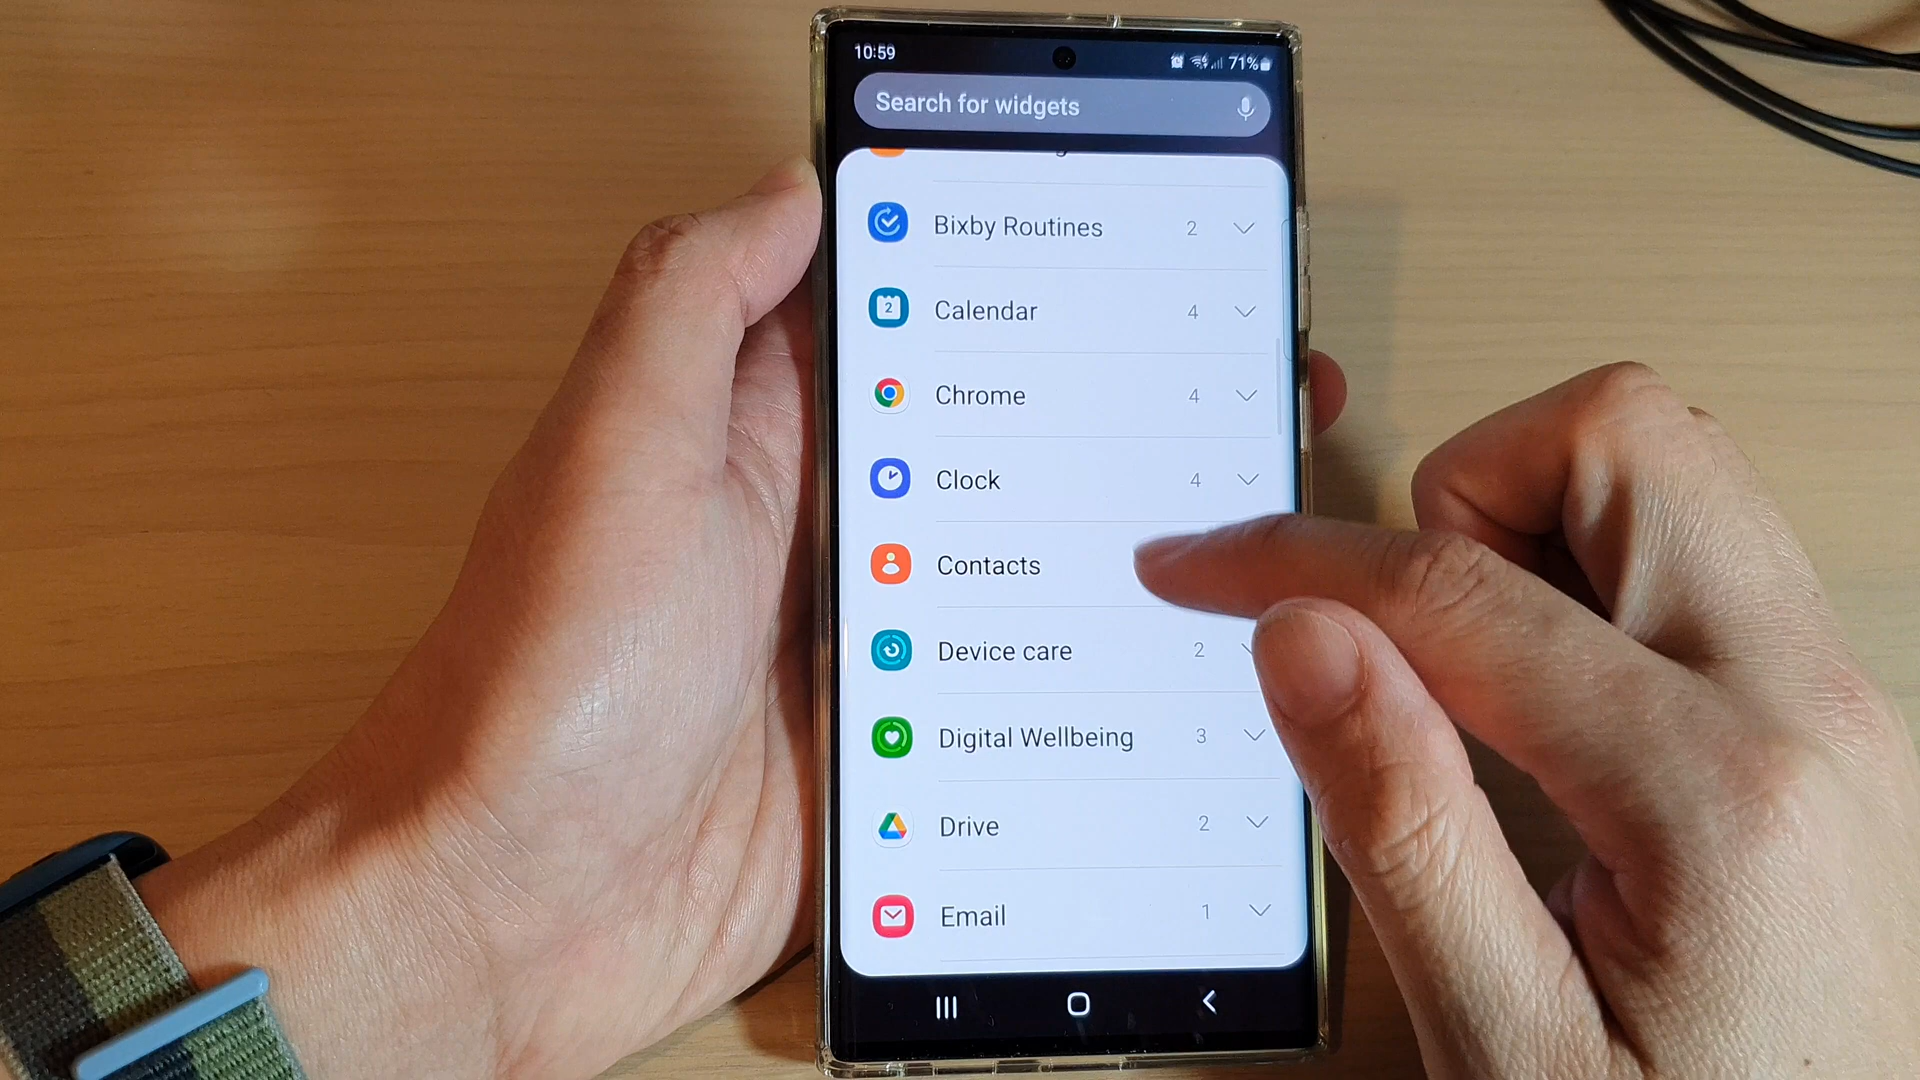 10:59
71%
Search for widgets
Bixby Routines 2
Calendar 4
Chrome 4
Clock 4
Contacts
Device care 2
Digital Wellbeing 3
Drive 2
Email 1